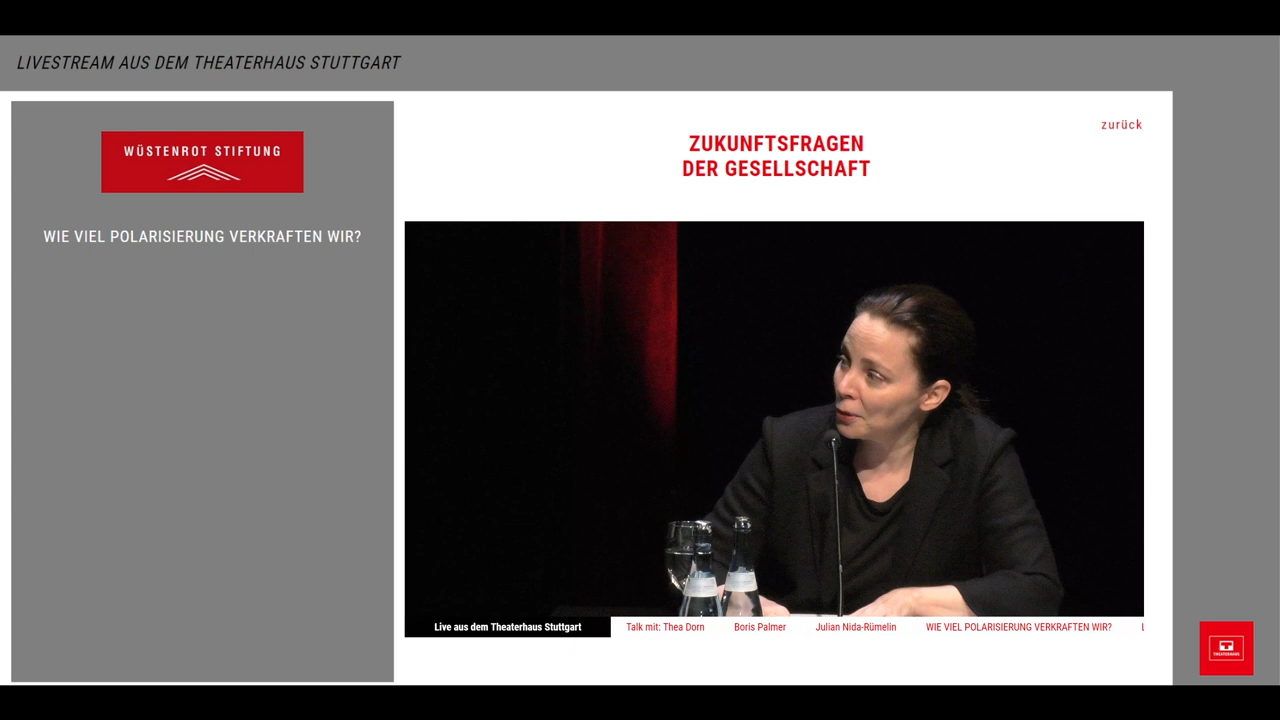 LIVESTREAM AUS DEM THEATERHAUS STUTTGART
WÜSTENROT STIFTUNG
WIE VIEL POLARISIERUNG VERKRAFTEN WIR?
zurück
ZUKUNFTSFRAGEN
DER GESELLSCHAFT
Live aus dem Theaterhaus Stuttgart Talk mit: Thea Dorn Boris Palmer Julian Nida-Rümelin WIE VIEL POLARISIERUNG VERKRAFTEN WIR? L
THEATERHAUS